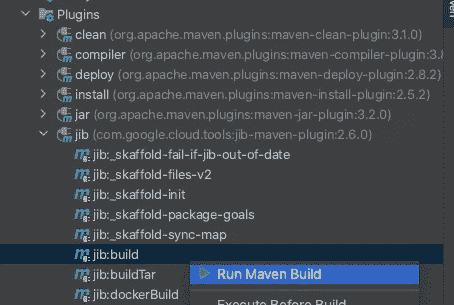 Plugins
clean (org.apache.maven.plugins:maven-clean-plugin:3.1.0)
compiler (org.apache.maven.plugins:maven-compiler-plugin:3.8
deploy (org.apache.maven.plugins:maven-deploy-plugin:2.8.2)
install (org.apache.maven.plugins:maven-install-plugin:2.5.2)
jar (org.apache.maven.plugins:maven-jar-plugin:3.2.0)
jib (com.google.cloud.tools:jib-maven-plugin:2.6.0)
jib:_skaffold-fail-if-jib-out-of-date
jib:_skaffold-files-v2
jib:_skaffold-init
jib:_skaffold-package-goals
jib:_skaffold-sync-map
jib:build
jib:buildTar
Run Maven Build
jib:dockerBuild
Execute Before Build